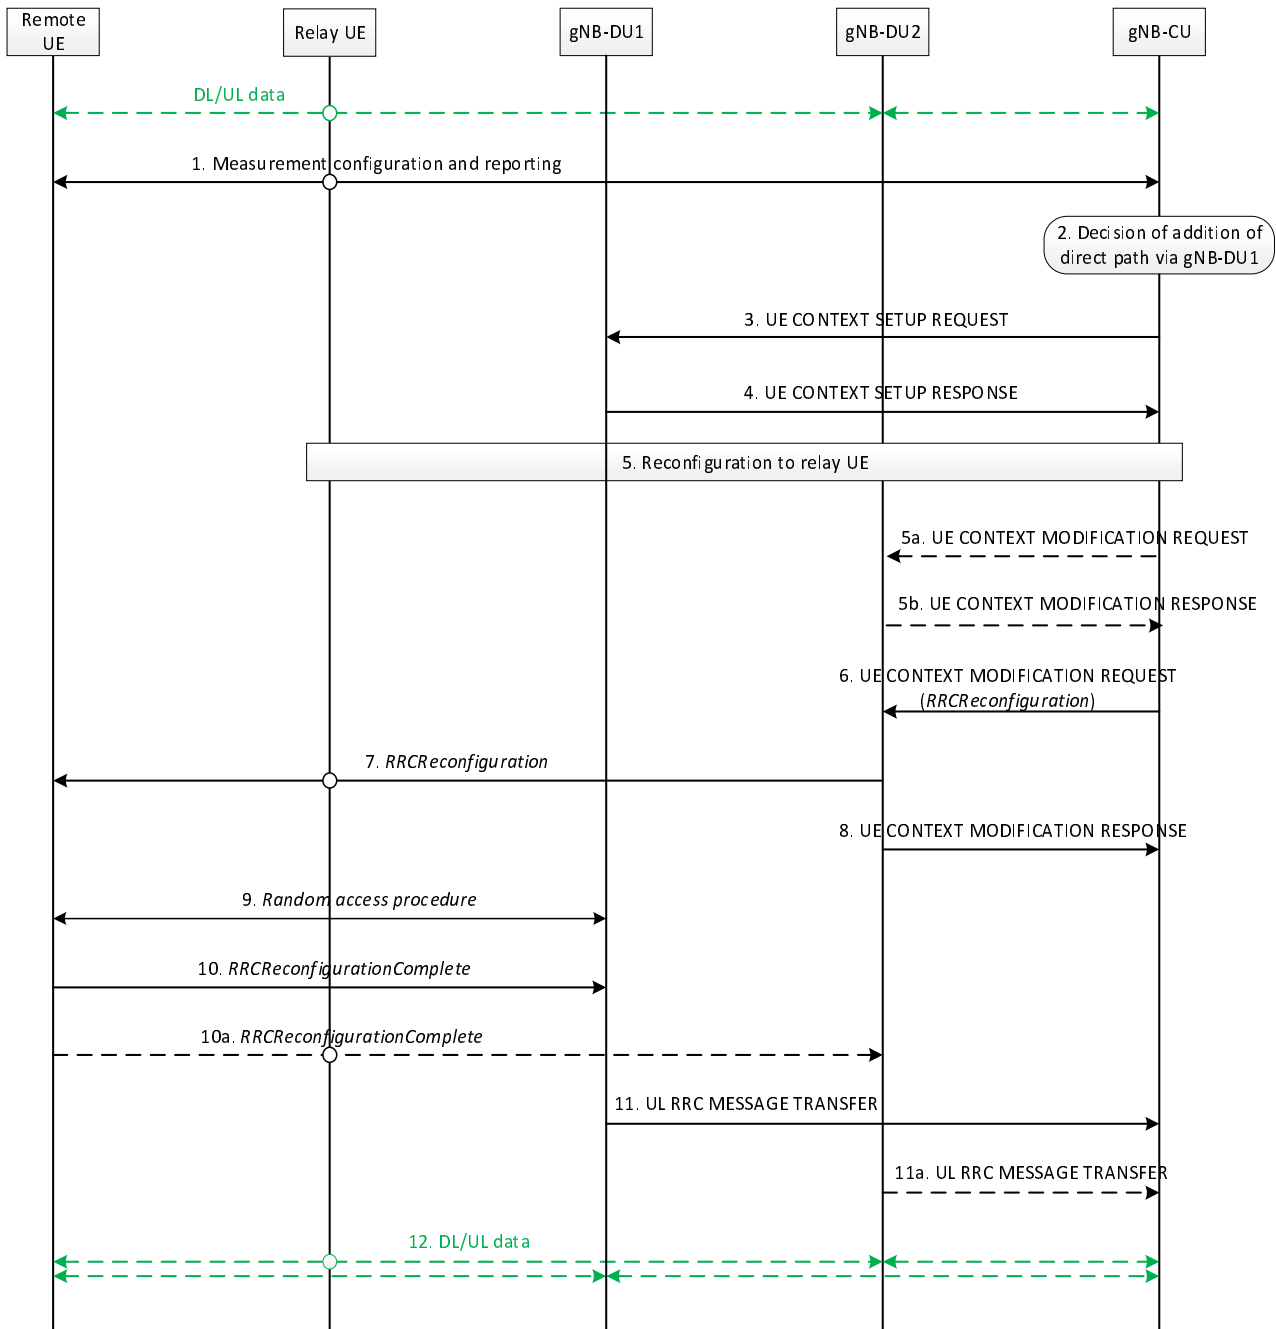 Remote
UE
Relay UE
gNB-DU1
gNB-DU2
gNB-CU
DL/UL data
1. Measurement configuration and reporting
2. Decision of addition of
direct path via gNB-DU1
3. UE CONTEXT SETUP REQUEST
4. UE CONTEXT SETUP RESPONSE
5. Reconfiguration to relay UE
5a. UE CONTEXT MODIFICATION REQUEST
5b. UE CONTEXT MODIFICATION RESPONSE
6. UE CONTEXT MODIFICATION REQUEST
(RRCReconfiguration)
7. RRCReconfiguration
8. UE CONTEXT MODIFICATION RESPONSE
9. Random access procedure
10. RRCReconfigurationComplete
10a. RRCReconfigurationComplete
11. UL RRC MESSAGE TRANSFER
11a. UL RRC MESSAGE TRANSFER
12. DL/UL data